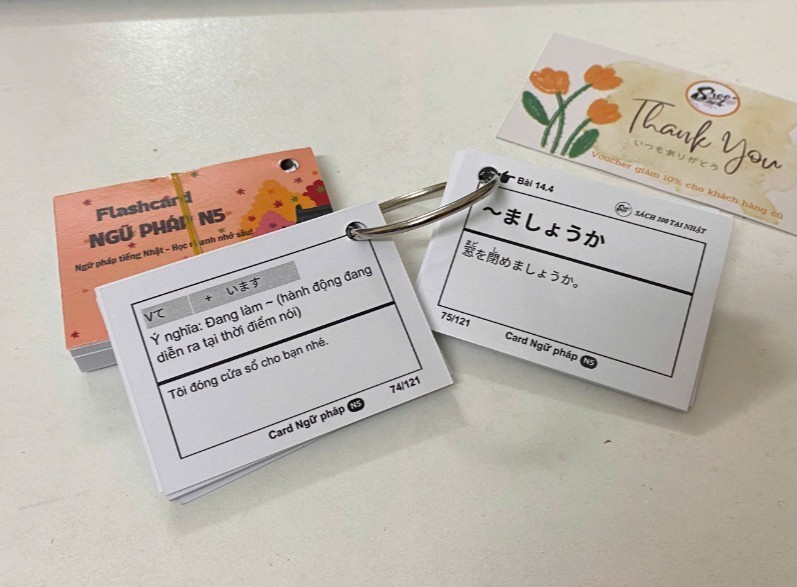 Flashcard
NGỮ PHÁP N5
Ngữ pháp tiếng Nhật - Học nhanh nhớ sâu!
Vて + います
Ý nghĩa: Đang làm ~ (hành động đang
diễn ra tại thời điểm nói)
Tôi đóng cửa sổ cho bạn nhé.
74/121
Card Ngữ pháp N5
Bài 14.4
SÁCH 100 TẠI NHẬT
～ましょうか
まど し
窓を閉めましょうか。
75/121
Card Ngữ pháp N5
Thank You
いつもありがとう
Voucher giảm 10% cho khách hàng cũ